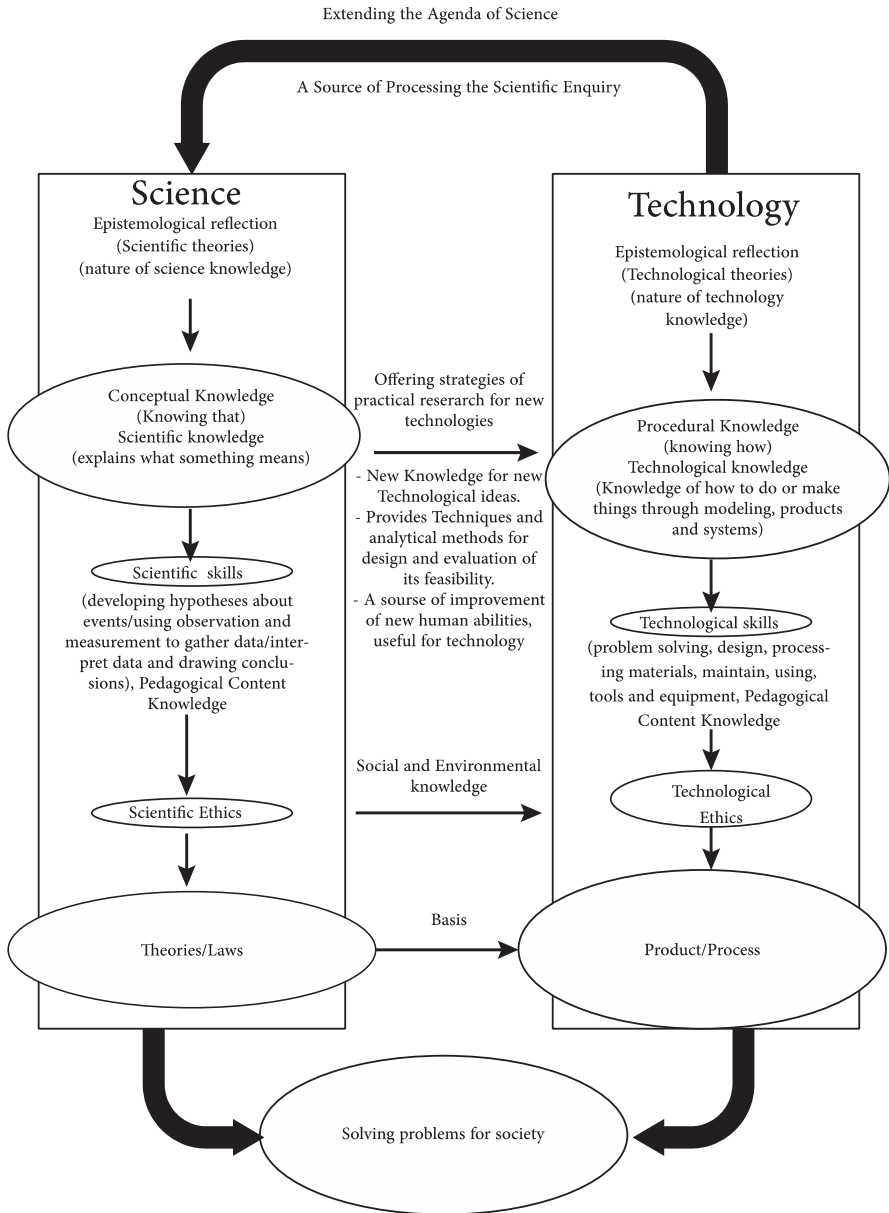 Extending the Agenda of Science
A Source of Processing the Scientific Enquiry
Science
Epistemological reflection
(Scientific theories)
(nature of science knowledge)
Conceptual Knowledge
(Knowing that)
Scientific knowledge
(explains what something means)
Scientific skills
(developing hypotheses about
events/using observation and
measurement to gather data/inter-
pret data and drawing conclu-
sions), Pedagogical Content
Knowledge
Scientific Ethics
Theories/Laws
Offering strategies of
practical resrarch for new
technologies
- New Knowledge for new
Technological ideas.
- Provides Techniques and
analytical methods for
design and evaluation of
its feasibility.
- A sourse of improvement
of new human abilities,
useful for technology
Social and Environmental
knowledge
Basis
Technology
Epistemological reflection
(Technological theories)
(nature of technology
knowledge)
Procedural Knowledge
(knowing how)
Technological knowledge
(Knowledge of how to do or make
things through modeling, products
and systems)
Technological skills
(problem solving, design, process-
ing materials, maintain, using,
tools and equipment, Pedagogical
Content Knowledge
Technological
Ethics
Product/Process
Solving problems for society